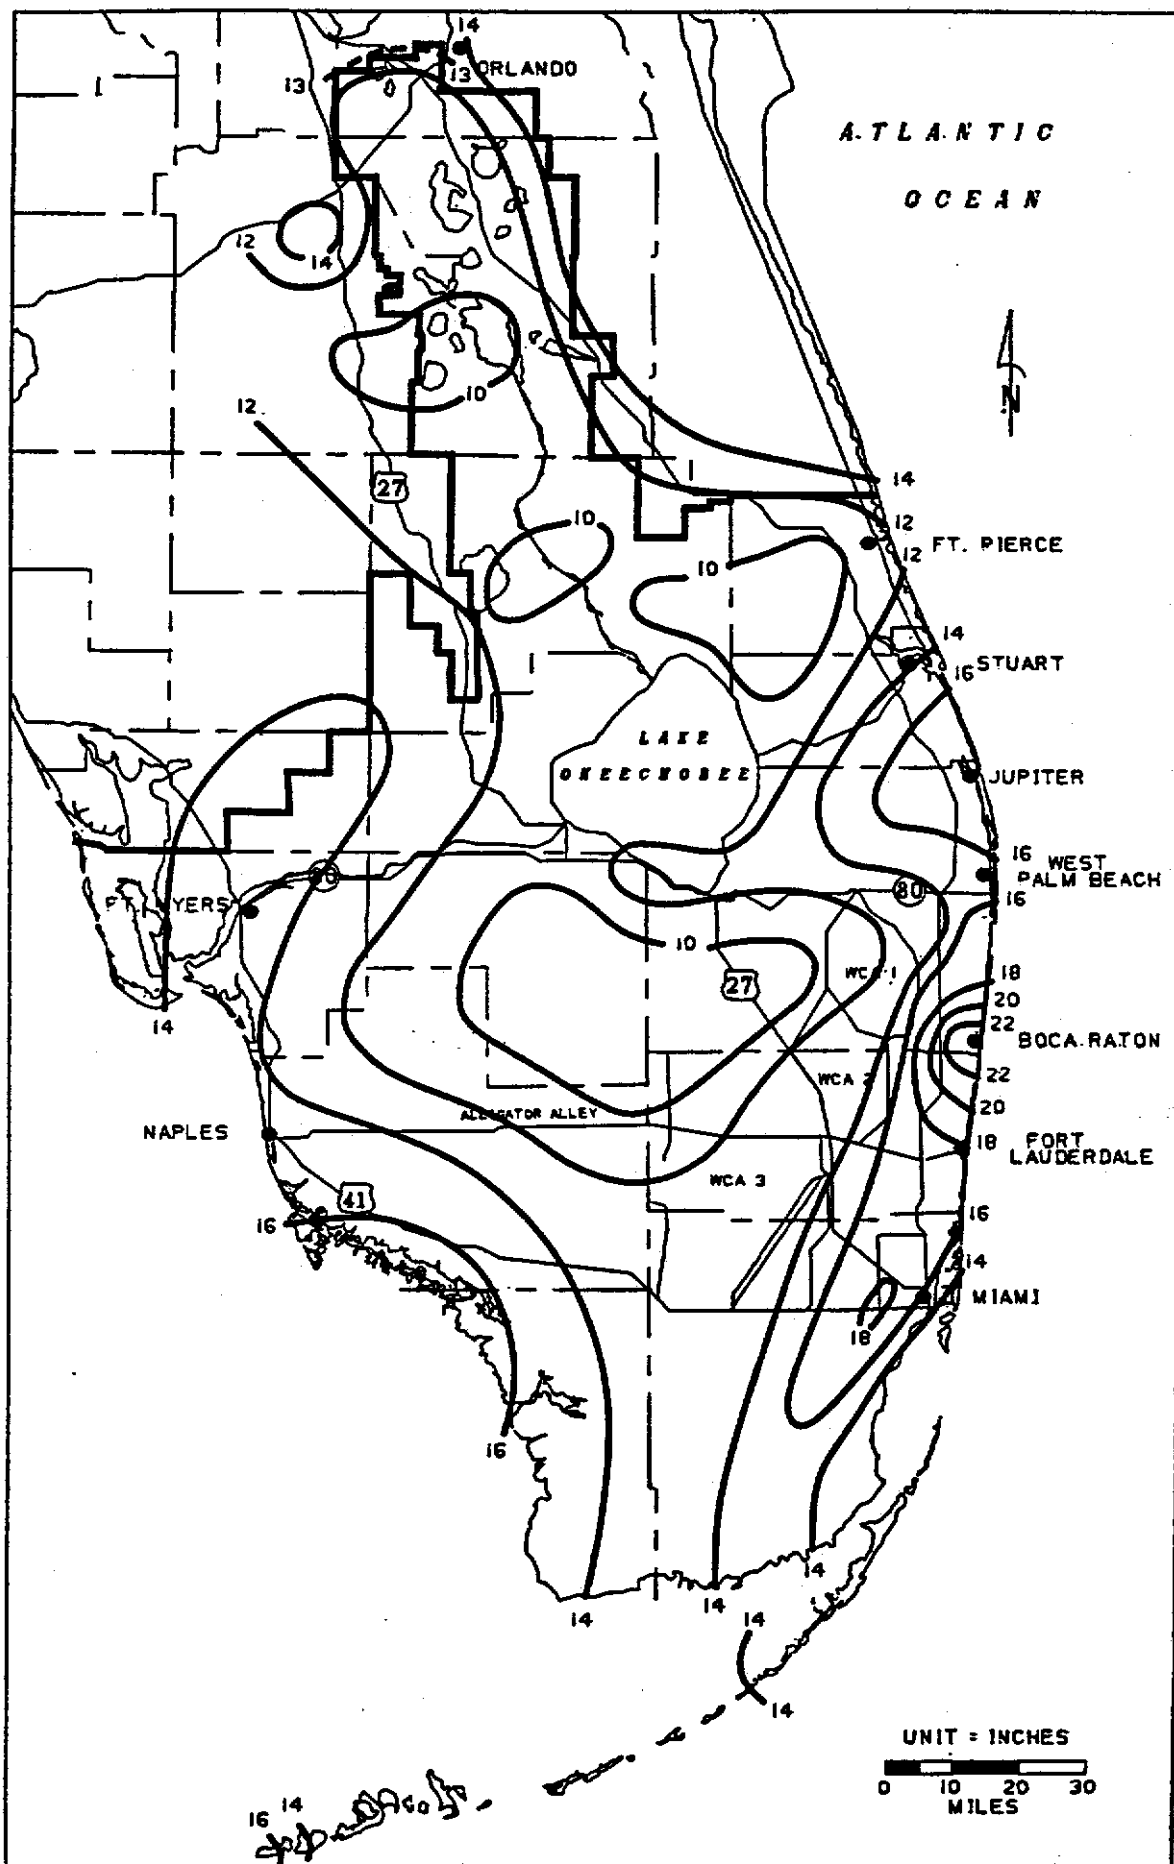 14
ORLANDO
13
13
A.TLANTIC
OCEAN
12
14
N
10
12
27
14
12
10
FT. PIERCE
12
10
14
STUART
16
LAKE
OKEECHOBEE
JUPITER
16
WEST
PALM BEACH
80
80
16
FT. MYERS
10
WCA-1
27
18
20
22
BOCA-RATON
14
22
WCA 2
20
ALLIGATOR ALLEY
NAPLES
18
FORT
LAUDERDALE
WCA 3
41
16
16
14
MIAMI
18
16
14
14
14
14
14
UNIT = INCHES
0 10 20 30
MILES
16
14